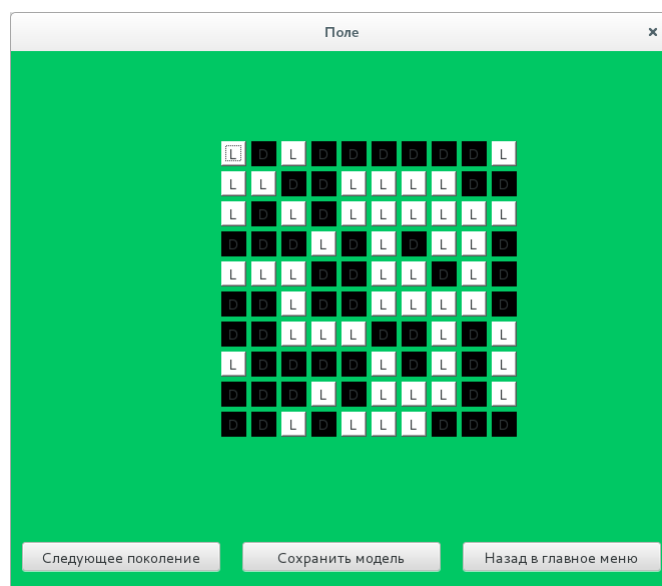 Поле
L D L D D D D D D L
L L D D L L L L D D
L D L D L L L L L L
D D D L D L D L L D
L L L D D L L D L D
D D L D D L L L L D
D D L L L D D L D L
L D D D D L D L D L
D D D L D L L L D L
D D L D L L L D D D
Следующее поколение Сохранить модель Назад в главное меню